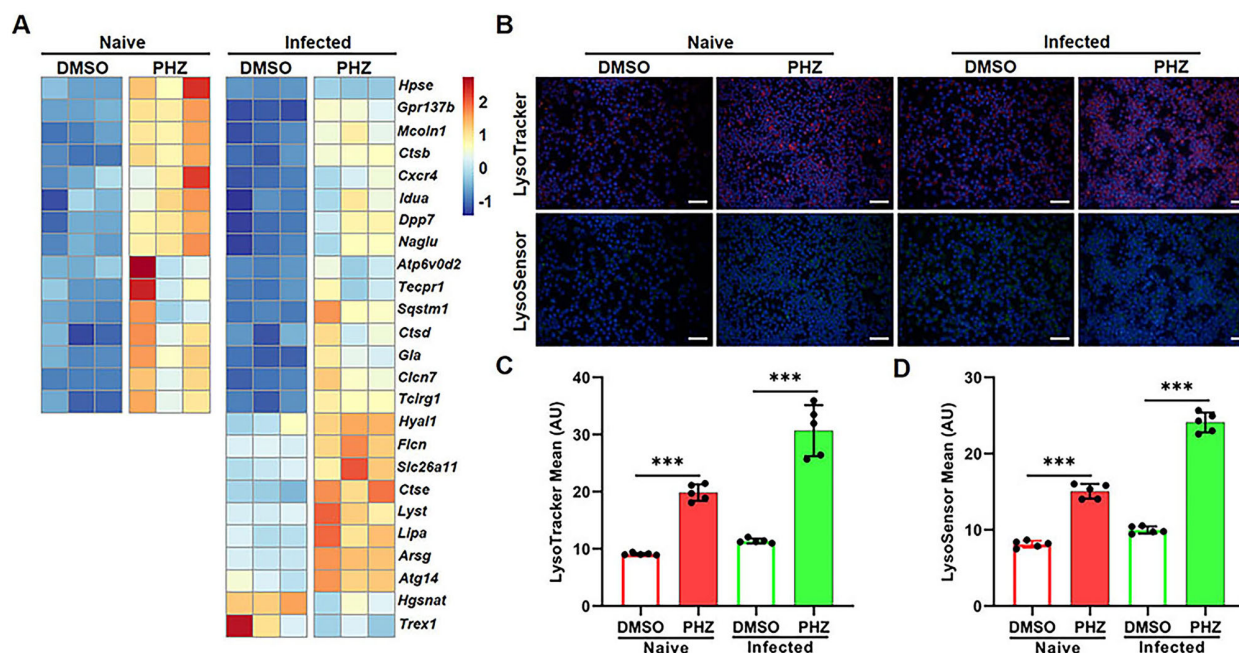 A
Naive
Infected
DMSO
PHZ
DMSO
PHZ
Hpse
Gpr137b
Mcoln1
Ctsb
Cxcr4
Idua
Dpp7
Naglu
Atp6v0d2
Tecpr1
Sqstm1
Ctsd
Gla
Clcn7
Tcirg1
Hyal1
Flcn
Slc26a11
Ctse
Lyst
Lipa
Arsg
Atg14
Hgsnat
Trex1
2
1
0
-1
B
Naive
Infected
DMSO
PHZ
DMSO
PHZ
LysoTracker
LysoSensor
C
LysoTracker Mean (AU)
40
30
20
10
0
***
***
DMSO
PHZ
DMSO
PHZ
Naive
Infected
D
LysoSensor Mean (AU)
30
20
10
0
***
***
DMSO
PHZ
DMSO
PHZ
Naive
Infected